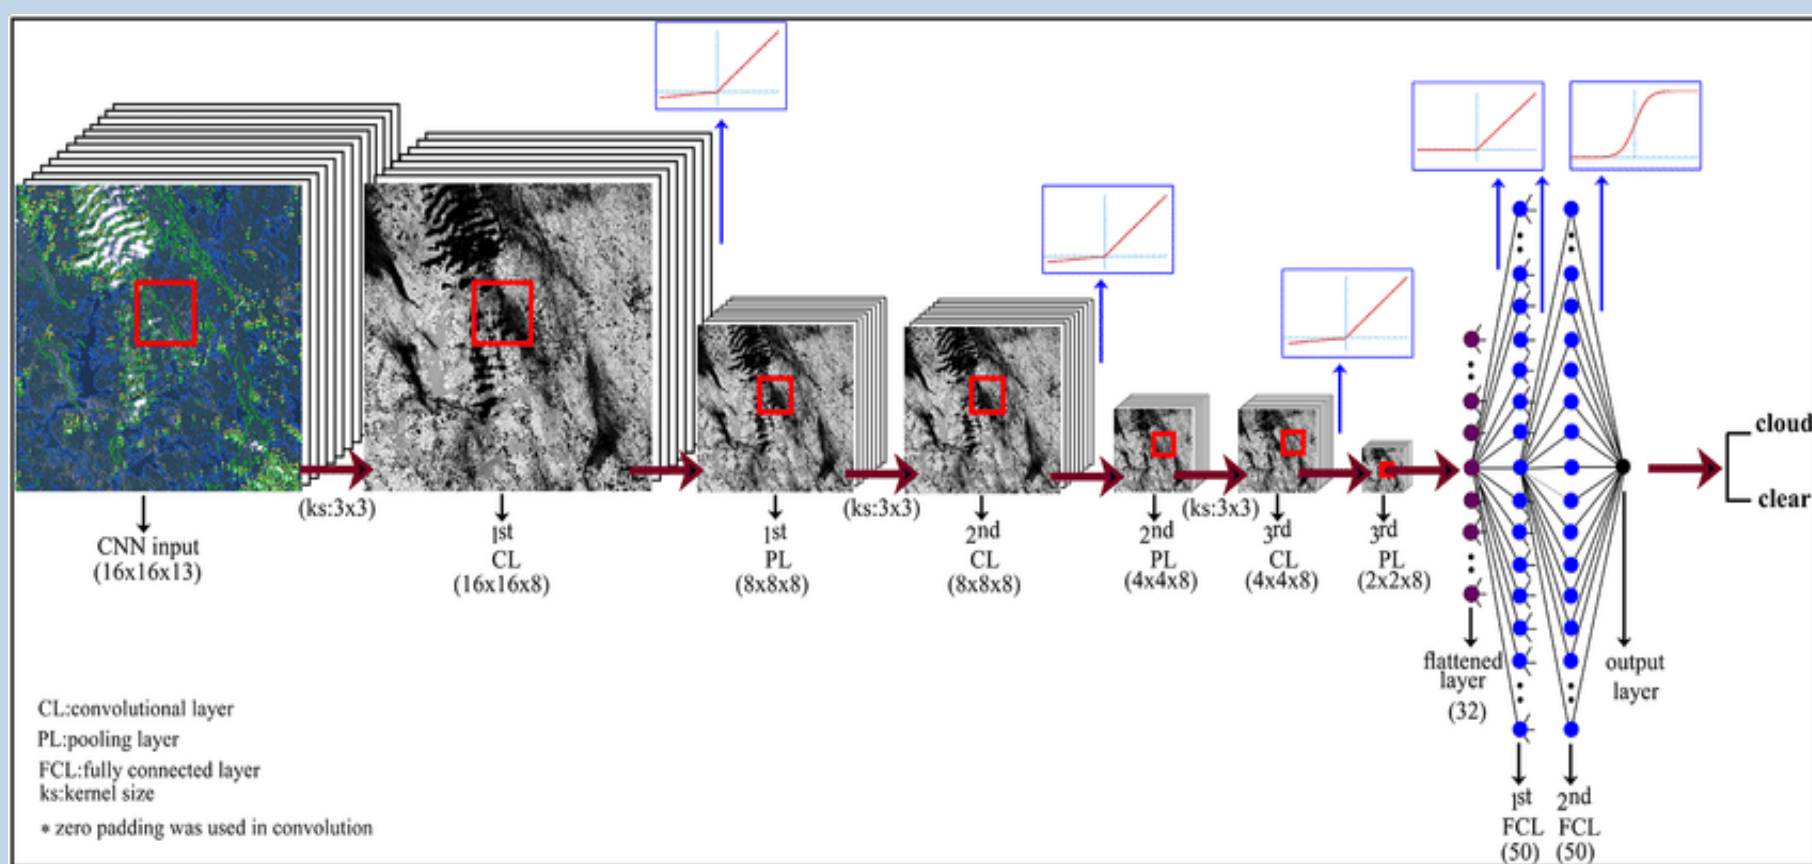 cloud
clear
(ks:3x3)
(ks:3x3)
(ks:3x3)
CNN input
(16x16x13)
1st
CL
(16x16x8)
1st
PL
(8x8x8)
2nd
CL
(8x8x8)
2nd
PL
(4x4x8)
3rd
CL
(4x4x8)
3rd
PL
(2x2x8)
flattened
layer
(32)
output
layer
1st
FCL
(50)
2nd
FCL
(50)
CL:convolutional layer
PL:pooling layer
FCL:fully connected layer
ks:kernel size
* zero padding was used in convolution